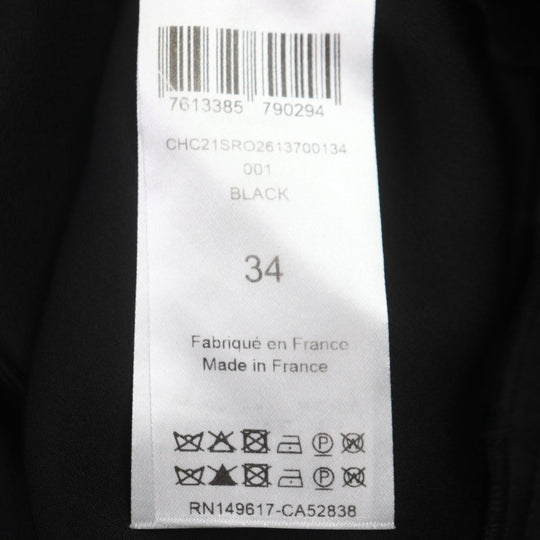 7613385 790294
CHC21SRO2613700134
001
BLACK
34
Fabriqué en France
Made in France
P
P
RN149617-CA52838